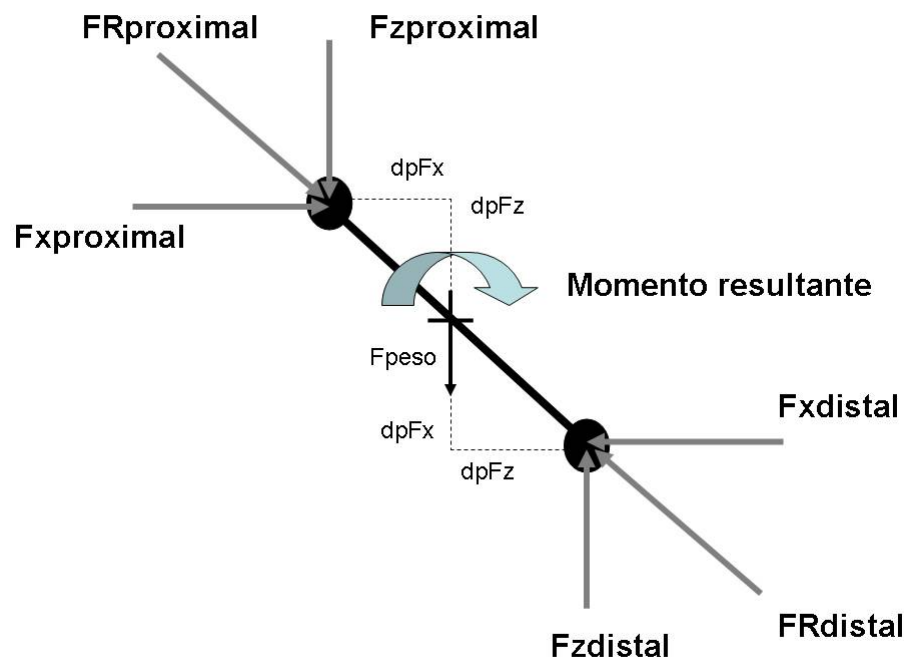 FRproximal
Fzproximal
dpFx
dpFz
Fxproximal
Momento resultante
Fpeso
Fxdistal
dpFx
dpFz
FRdistal
Fzdistal